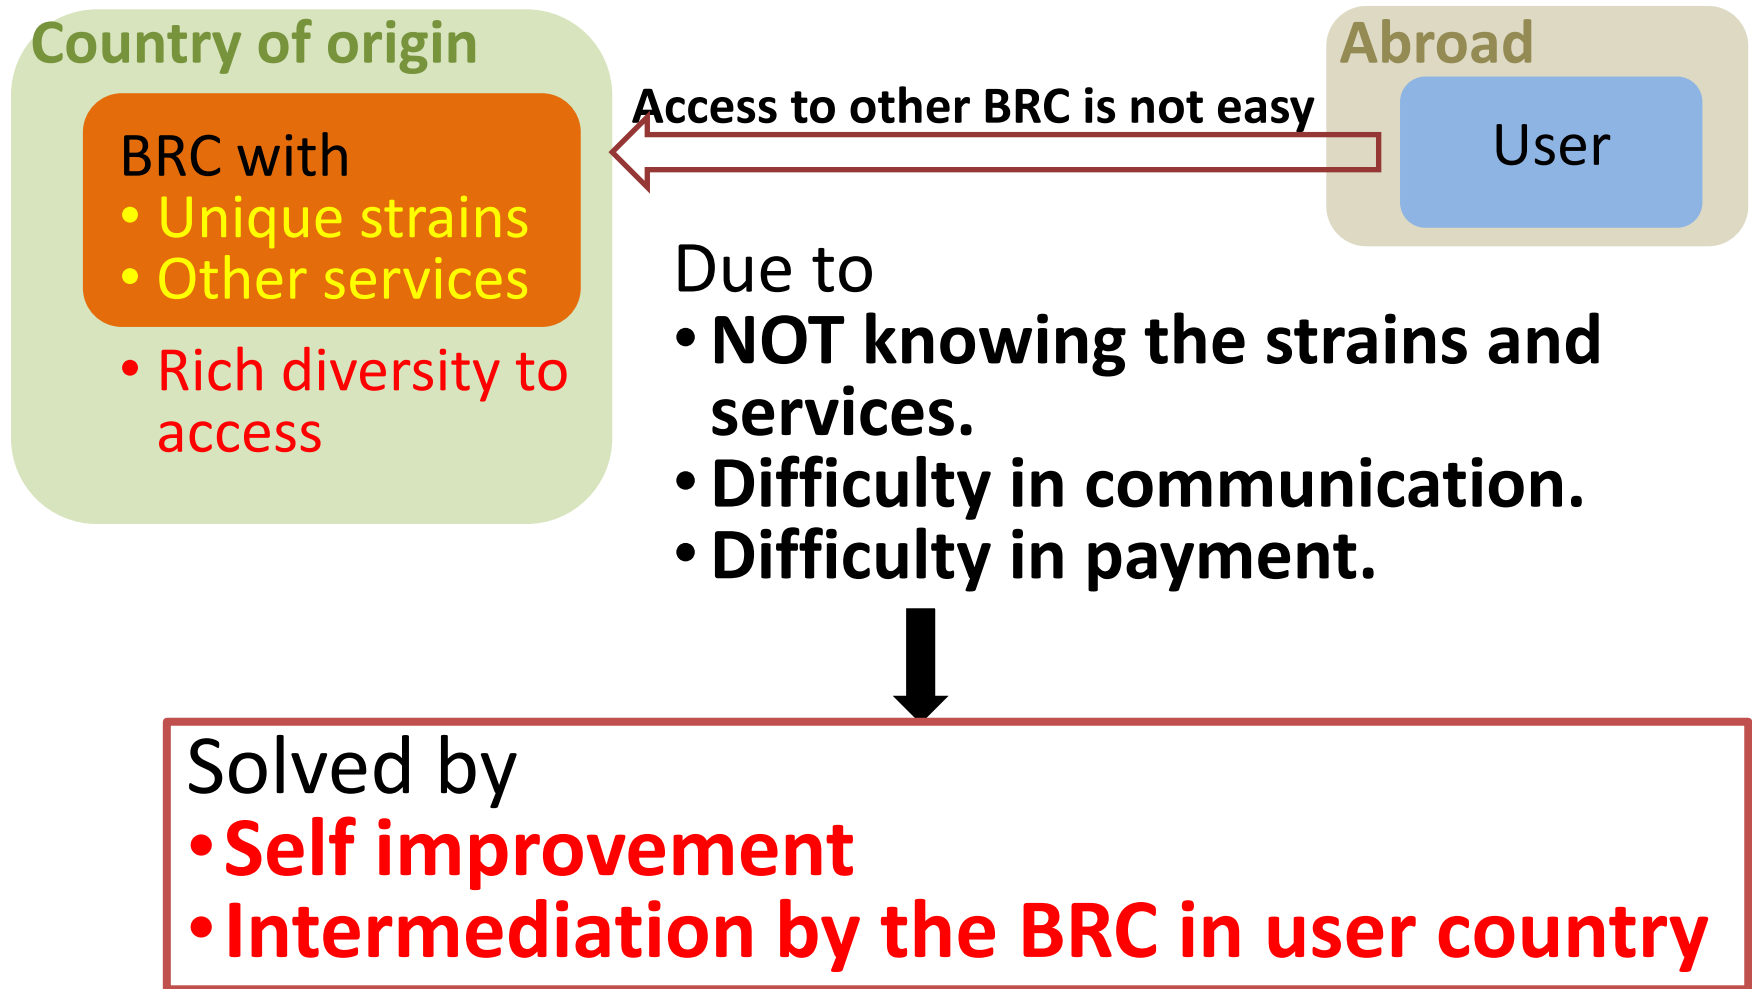 Country of origin
BRC with
• Unique strains
• Other services
• Rich diversity to
access
Access to other BRC is not easy
Abroad
User
Due to
• NOT knowing the strains and
services.
• Difficulty in communication.
• Difficulty in payment.
Solved by
• Self improvement
• Intermediation by the BRC in user country